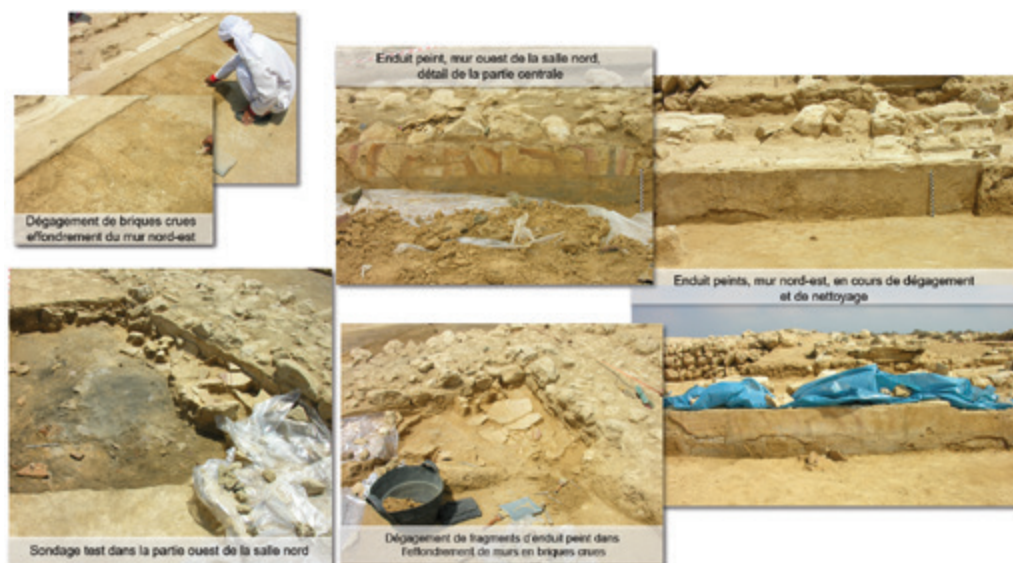 Dégagement de briques crues
effondrement du mur nord-est
Enduit peint, mur ouest de la salle nord,
détail de la partie centrale
Enduit peints, mur nord-est, en cours de dégagement
et de nettoyage
Sondage test dans la partie ouest de la salle nord
Dégagement de fragments d'enduit peint dans
l'effondrement de murs en briques crues